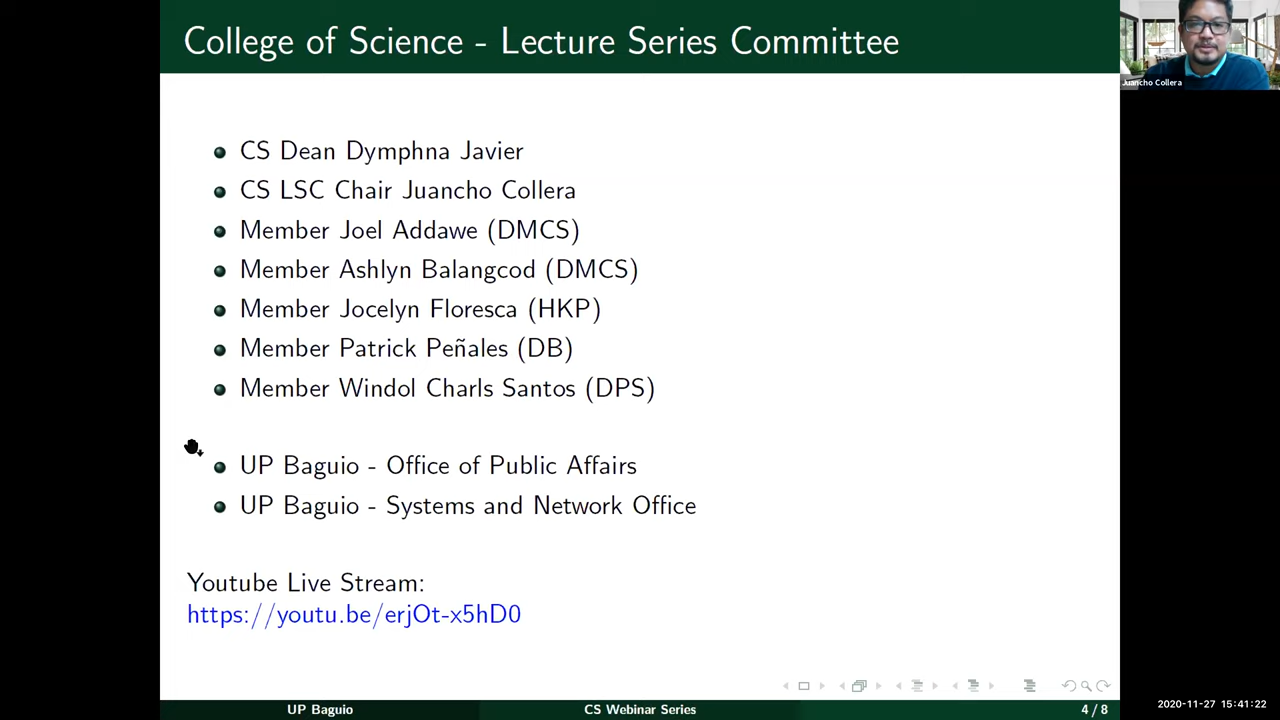 College of Science - Lecture Series Committee
Juancho Collera
CS Dean Dymphna Javier
CS LSC Chair Juancho Collera
Member Joel Addawe (DMCS)
Member Ashlyn Balangcod (DMCS)
Member Jocelyn Floresca (HKP)
Member Patrick Peñales (DB)
Member Windol Charls Santos (DPS)
UP Baguio - Office of Public Affairs
UP Baguio - Systems and Network Office
Youtube Live Stream:
https://youtu.be/erjOt-x5hD0
UP Baguio
CS Webinar Series
4 / 8
2020-11-27 15:41:22